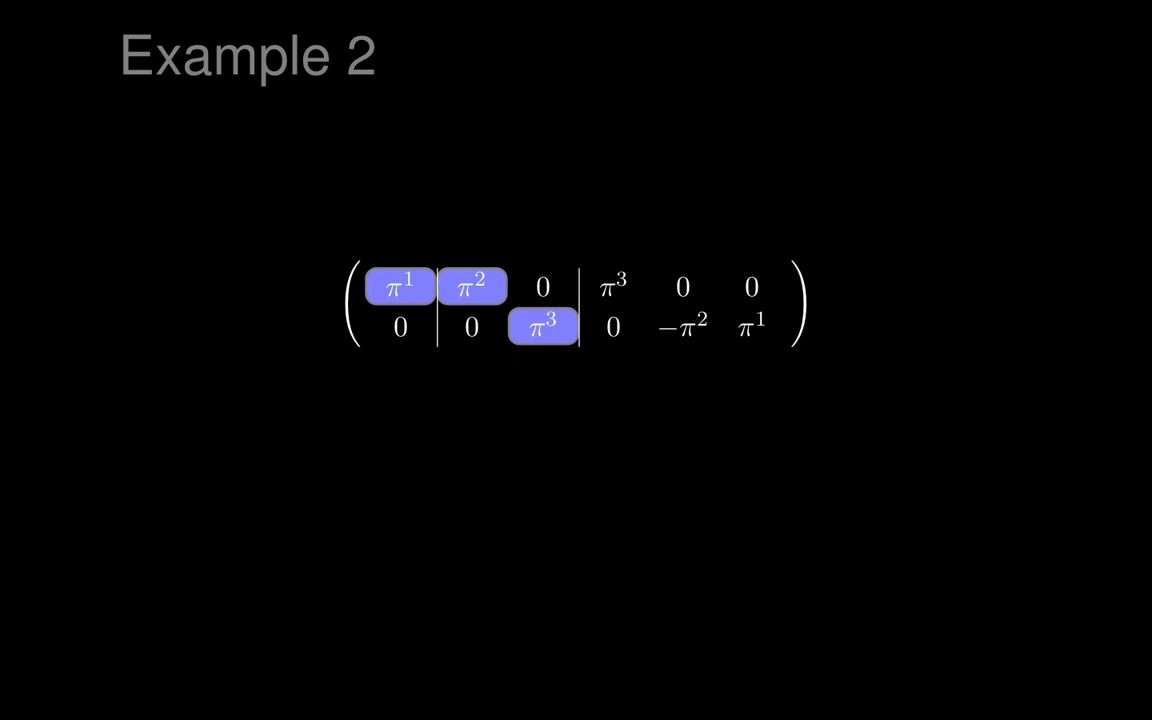 Example 2
( π¹ | π² 0 | π³ 0 0 )
( 0 | 0 π³ | 0 −π² π¹ )